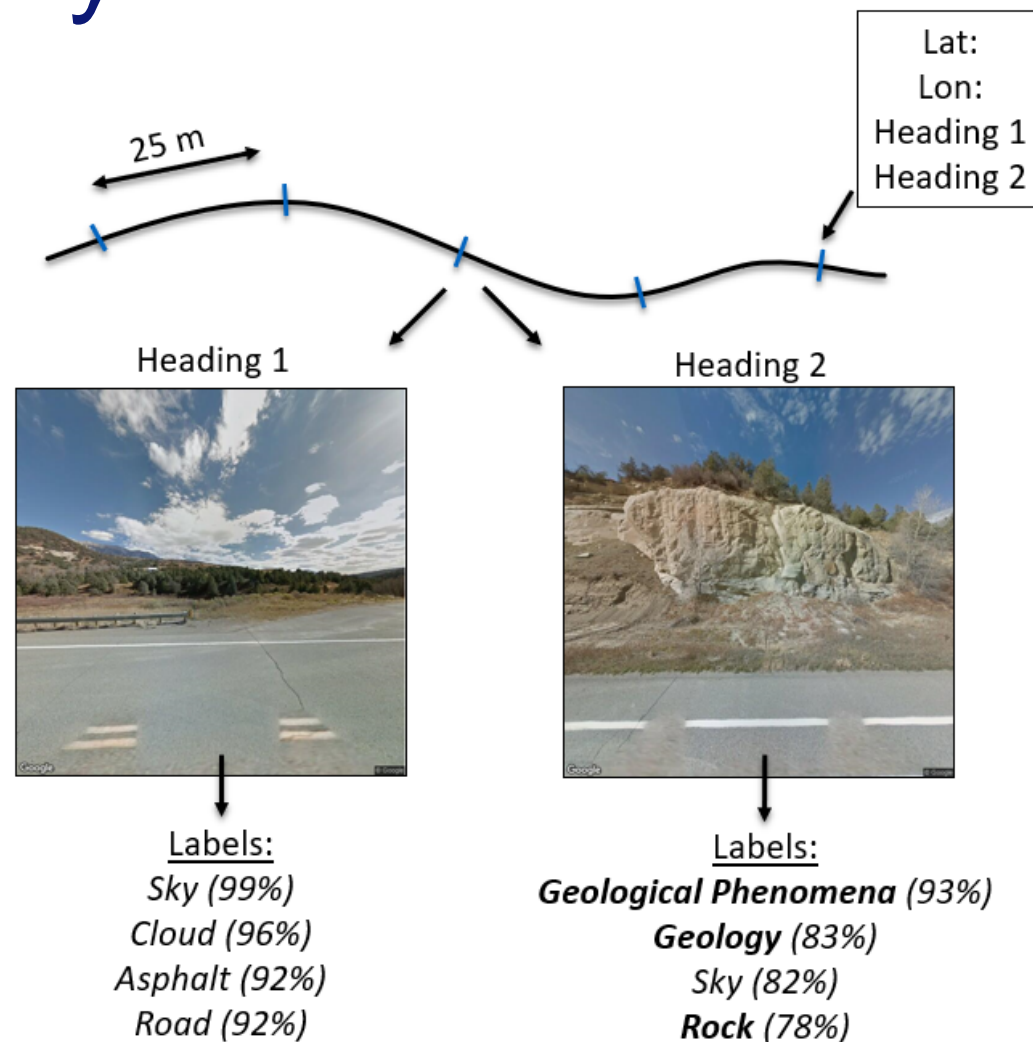 y
Lat:
Lon:
Heading 1
Heading 2
25 m
Heading 1
Heading 2
Google
© Google
Google
© Google
Labels:
Sky (99%)
Cloud (96%)
Asphalt (92%)
Road (92%)
Labels:
Geological Phenomena (93%)
Geology (83%)
Sky (82%)
Rock (78%)